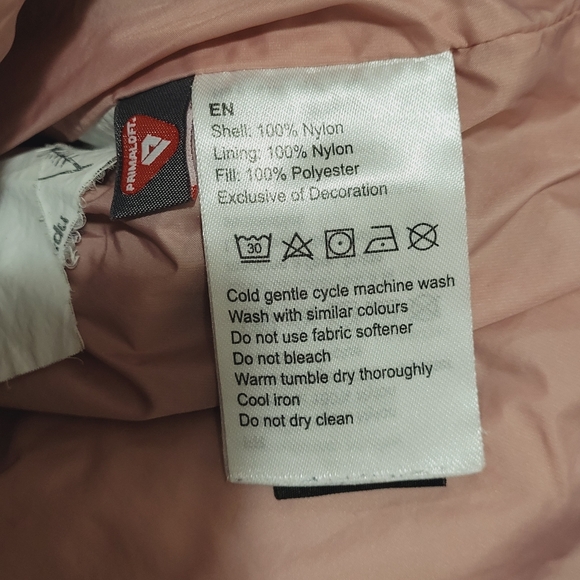 PRIMALOFT
EN
Shell: 100% Nylon
Lining: 100% Nylon
Fill: 100% Polyester
Exclusive of Decoration
30
Cold gentle cycle machine wash
Wash with similar colours
Do not use fabric softener
Do not bleach
Warm tumble dry thoroughly
Cool iron
Do not dry clean